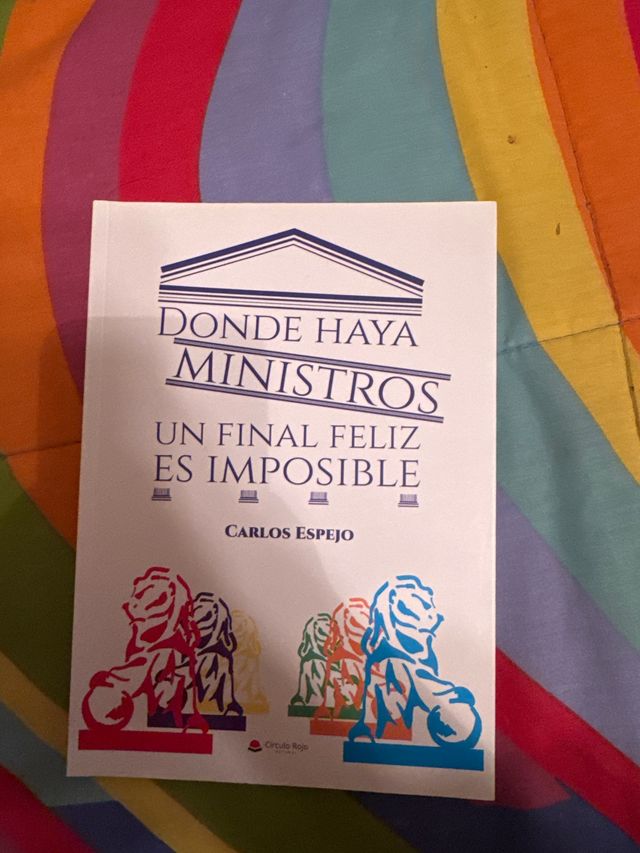 DONDE HAYA
MINISTROS
UN FINAL FELIZ
ES IMPOSIBLE
CARLOS ESPEJO
Círculo Rojo